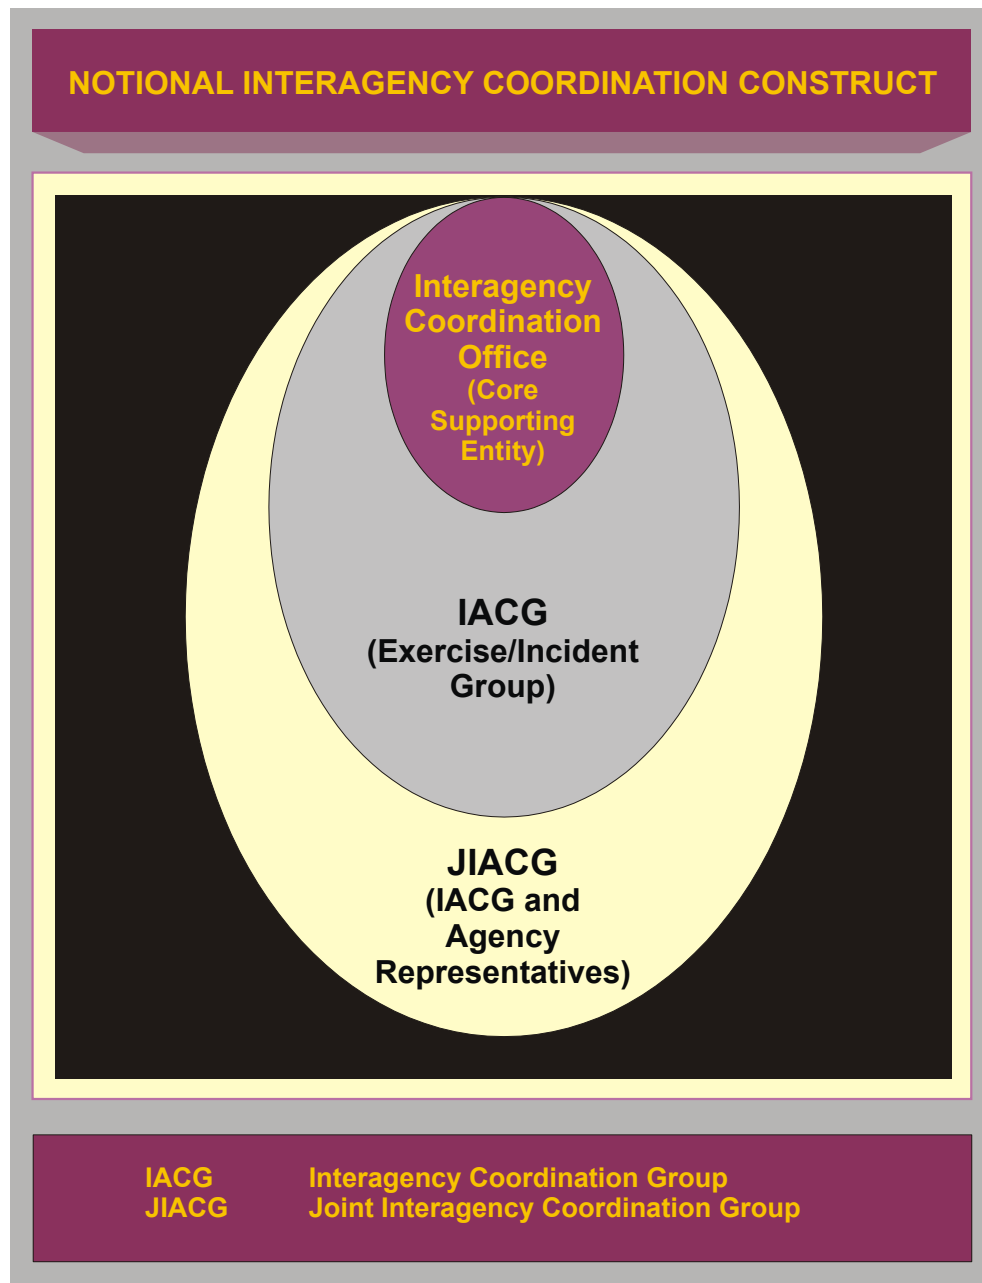 NOTIONAL INTERAGENCY COORDINATION CONSTRUCT
Interagency
Coordination
Office
(Core
Supporting
Entity)
IACG
(Exercise/Incident
Group)
JIACG
(IACG and
Agency
Representatives)
IACG Interagency Coordination Group
JIACG Joint Interagency Coordination Group